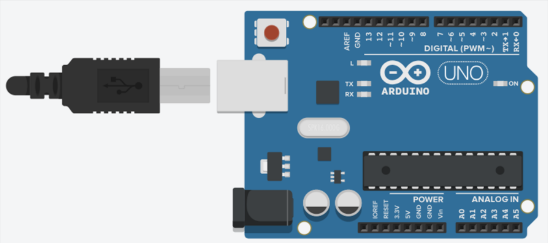 AREF
GND
13
12
~11
~10
~9
8
7
~6
~5
4
~3
2
TX→1
RX←0
DIGITAL (PWM~)
L
TX
RX
ARDUINO
UNO
ON
POWER
ANALOG IN
IOREF
RESET
3.3V
5V
GND
GND
Vin
A0
A1
A2
A3
A4
A5